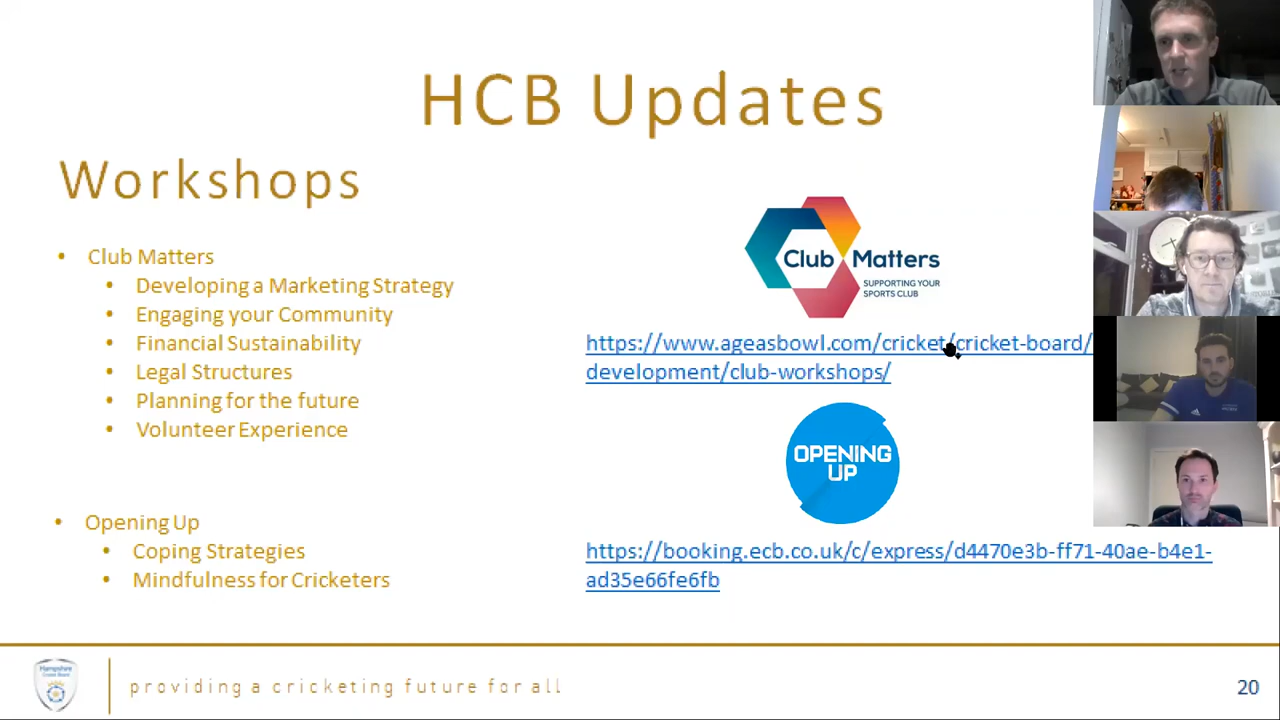 HCB Updates
Workshops
• Club Matters
• Developing a Marketing Strategy
• Engaging your Community
• Financial Sustainability
• Legal Structures
• Planning for the future
• Volunteer Experience
Club Matters
SUPPORTING YOUR
SPORTS CLUB
https://www.ageasbowl.com/cricket/cricket-board/
development/club-workshops/
OPENING
UP
• Opening Up
• Coping Strategies
• Mindfulness for Cricketers
https://booking.ecb.co.uk/c/express/d4470e3b-ff71-40ae-b4e1-
ad35e66fe6fb
Hampshire
Cricket Board
providing a cricketing future for all
20